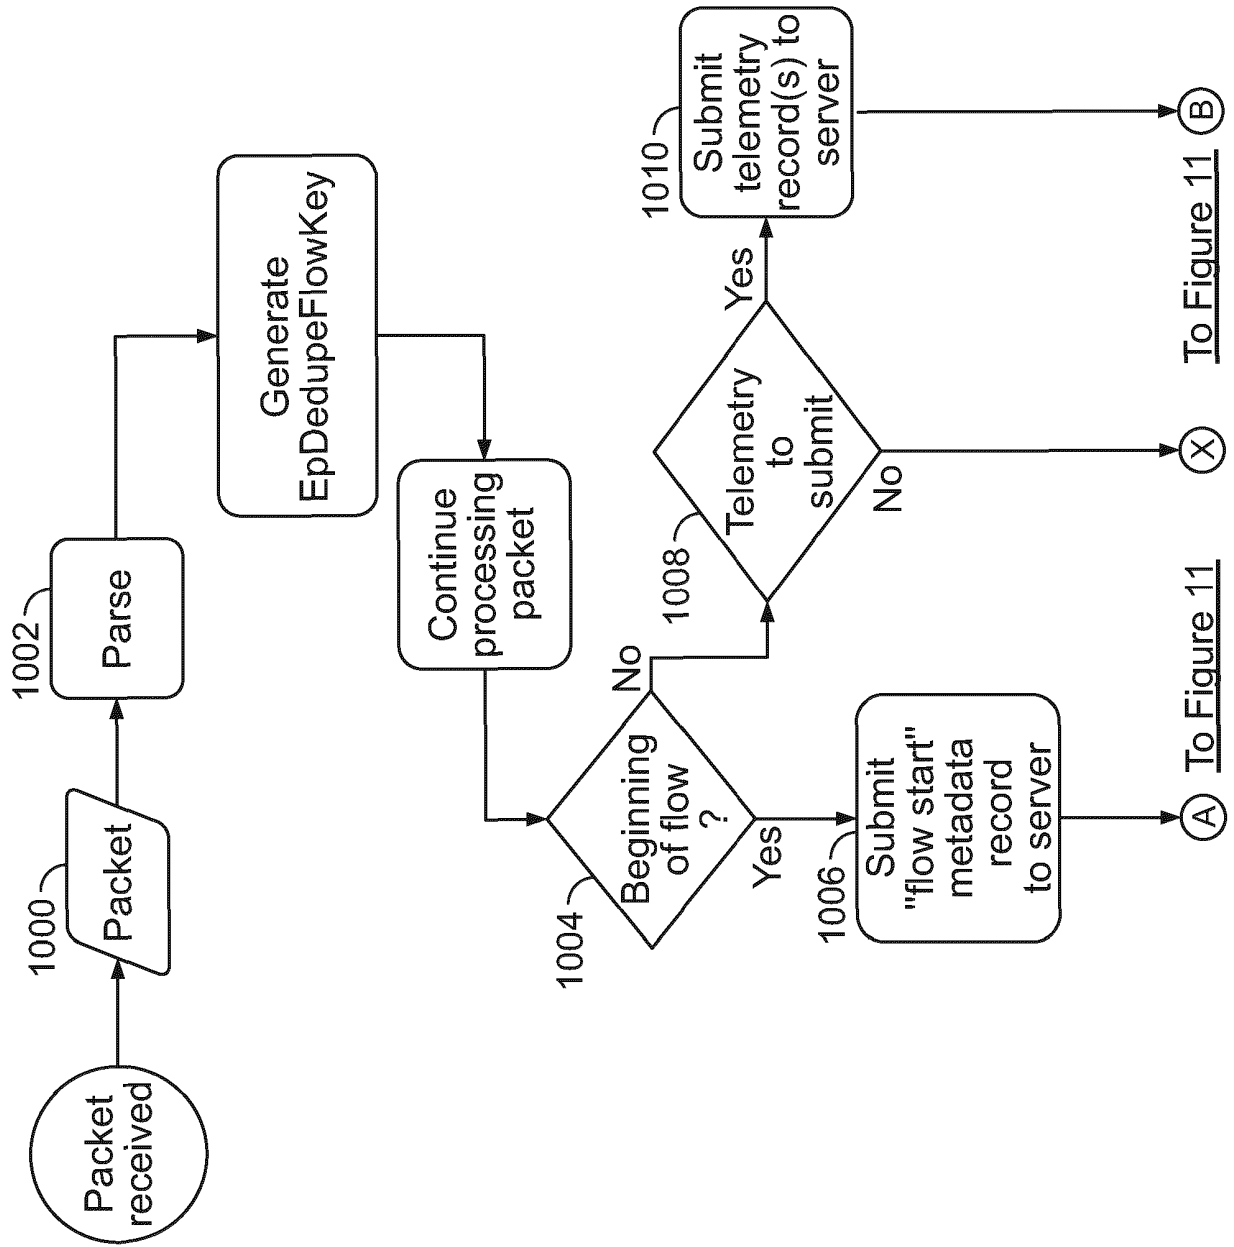 Packet
received
1000
Packet
1002
Parse
Generate
EpDedupeFlowKey
Continue
processing
packet
1004
Beginning
of flow
?
No
Yes
1006
Submit
"flow start"
metadata
record
to server
1008
Telemetry
to
submit
Yes
No
1010
Submit
telemetry
record(s) to
server
A
To Figure 11
X
B
To Figure 11